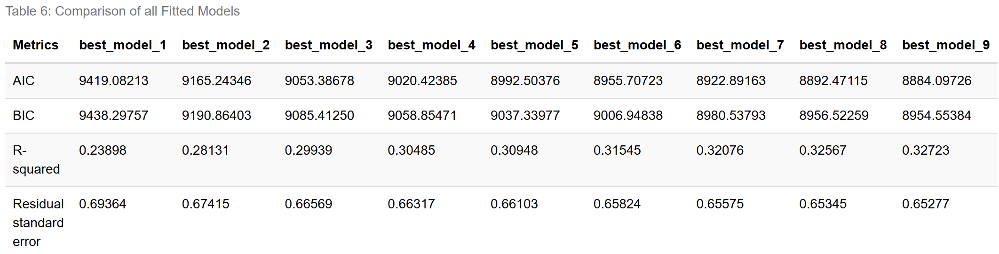 Table 6: Comparison of all Fitted Models
Metrics best_model_1 best_model_2 best_model_3 best_model_4 best_model_5 best_model_6 best_model_7 best_model_8 best_model_9
AIC 9419.08213 9165.24346 9053.38678 9020.42385 8992.50376 8955.70723 8922.89163 8892.47115 8884.09726
BIC 9438.29757 9190.86403 9085.41250 9058.85471 9037.33977 9006.94838 8980.53793 8956.52259 8954.55384
R- 0.23898 0.28131 0.29939 0.30485 0.30948 0.31545 0.32076 0.32567 0.32723
squared
Residual 0.69364 0.67415 0.66569 0.66317 0.66103 0.65824 0.65575 0.65345 0.65277
standard
error